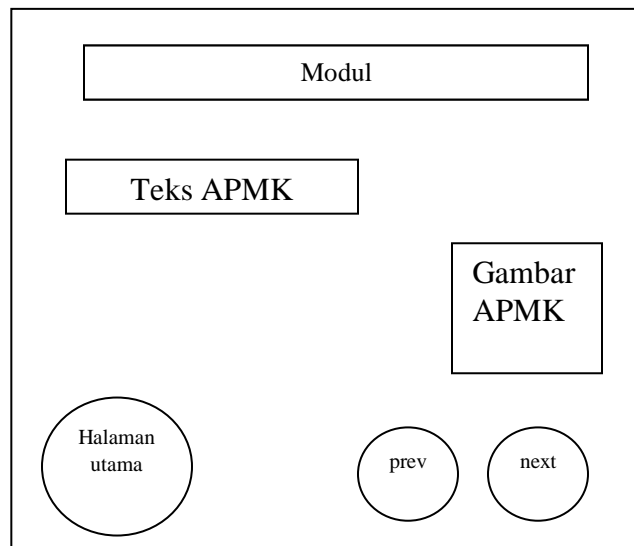 Modul
Teks APMK
Gambar
APMK
Halaman
utama
prev
next